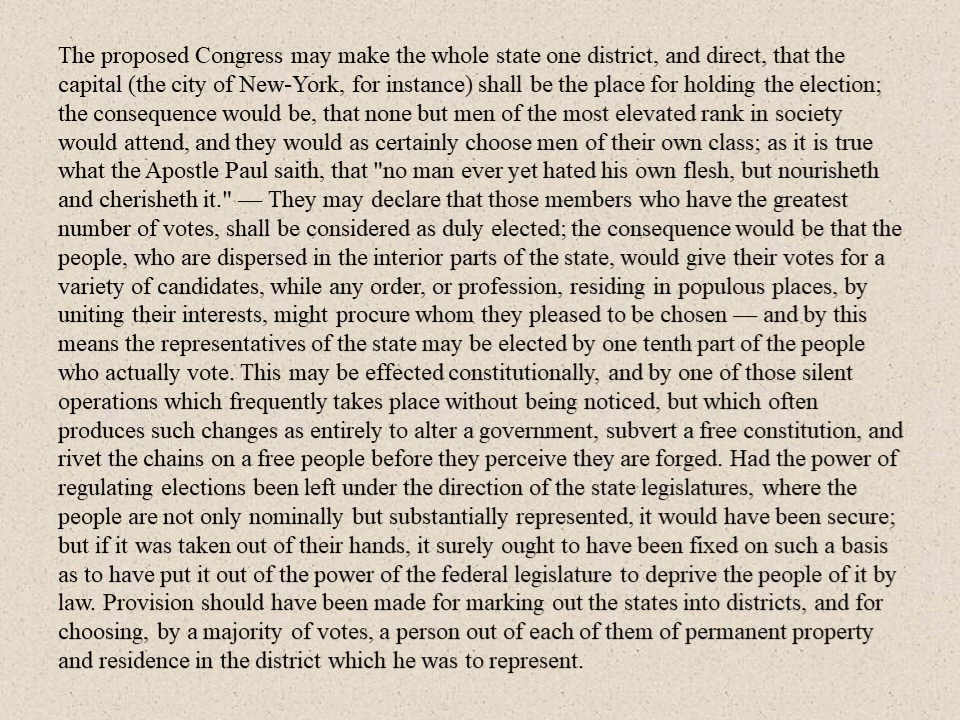 The proposed Congress may make the whole state one district, and direct, that the
capital (the city of New-York, for instance) shall be the place for holding the election;
the consequence would be, that none but men of the most elevated rank in society
would attend, and they would as certainly choose men of their own class; as it is true
what the Apostle Paul saith, that "no man ever yet hated his own flesh, but nourisheth
and cherisheth it." — They may declare that those members who have the greatest
number of votes, shall be considered as duly elected; the consequence would be that the
people, who are dispersed in the interior parts of the state, would give their votes for a
variety of candidates, while any order, or profession, residing in populous places, by
uniting their interests, might procure whom they pleased to be chosen — and by this
means the representatives of the state may be elected by one tenth part of the people
who actually vote. This may be effected constitutionally, and by one of those silent
operations which frequently takes place without being noticed, but which often
produces such changes as entirely to alter a government, subvert a free constitution, and
rivet the chains on a free people before they perceive they are forged. Had the power of
regulating elections been left under the direction of the state legislatures, where the
people are not only nominally but substantially represented, it would have been secure;
but if it was taken out of their hands, it surely ought to have been fixed on such a basis
as to have put it out of the power of the federal legislature to deprive the people of it by
law. Provision should have been made for marking out the states into districts, and for
choosing, by a majority of votes, a person out of each of them of permanent property
and residence in the district which he was to represent.